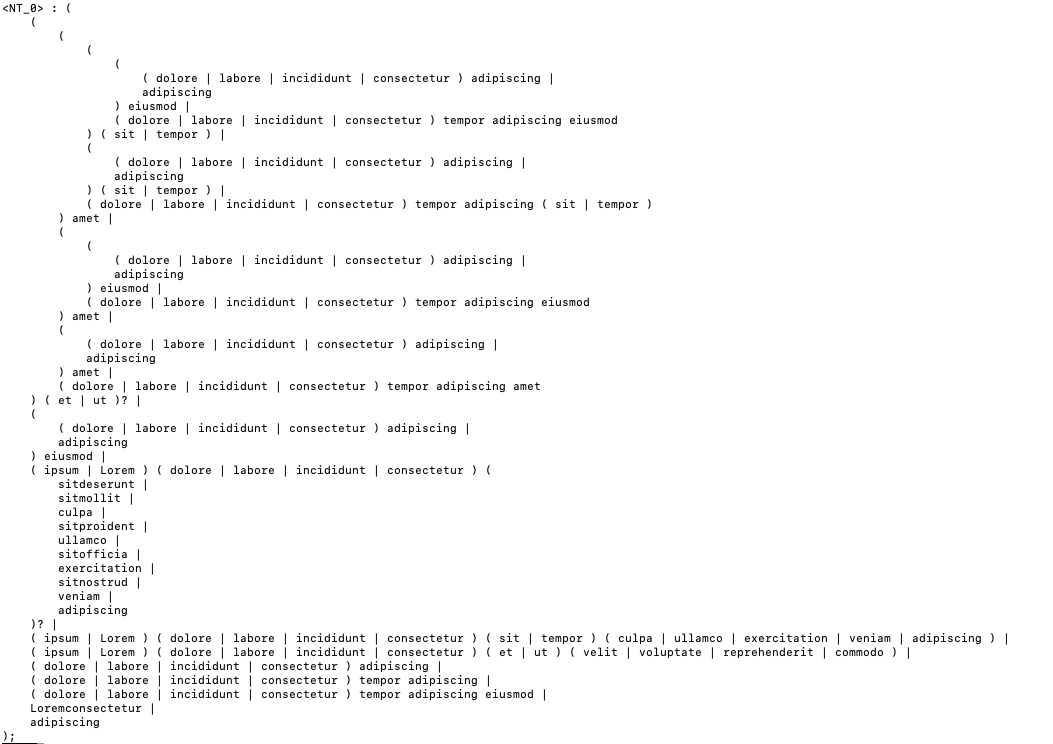 <NT_0> : (
    (
        (
            (
                (
                    ( dolore | labore | incididunt | consectetur ) adipiscing |
                    adipiscing
                ) eiusmod |
                ( dolore | labore | incididunt | consectetur ) tempor adipiscing eiusmod
            ) ( sit | tempor ) |
            (
                ( dolore | labore | incididunt | consectetur ) adipiscing |
                adipiscing
            ) ( sit | tempor ) |
            ( dolore | labore | incididunt | consectetur ) tempor adipiscing ( sit | tempor )
        ) amet |
        (
            (
                ( dolore | labore | incididunt | consectetur ) adipiscing |
                adipiscing
            ) eiusmod |
            ( dolore | labore | incididunt | consectetur ) tempor adipiscing eiusmod
        ) amet |
        (
            ( dolore | labore | incididunt | consectetur ) adipiscing |
            adipiscing
        ) amet |
        ( dolore | labore | incididunt | consectetur ) tempor adipiscing amet
    ) ( et | ut )? |
    (
        ( dolore | labore | incididunt | consectetur ) adipiscing |
        adipiscing
    ) eiusmod |
    ( ipsum | Lorem ) ( dolore | labore | incididunt | consectetur ) (
        sitdeserunt |
        sitmollit |
        culpa |
        sitproident |
        ullamco |
        sitofficia |
        exercitation |
        sitnostrud |
        veniam |
        adipiscing
    )? |
    ( ipsum | Lorem ) ( dolore | labore | incididunt | consectetur ) ( sit | tempor ) ( culpa | ullamco | exercitation | veniam | adipiscing ) |
    ( ipsum | Lorem ) ( dolore | labore | incididunt | consectetur ) ( et | ut ) ( velit | voluptate | reprehenderit | commodo ) |
    ( dolore | labore | incididunt | consectetur ) adipiscing |
    ( dolore | labore | incididunt | consectetur ) tempor adipiscing |
    ( dolore | labore | incididunt | consectetur ) tempor adipiscing eiusmod |
    Loremconsectetur |
    adipiscing
);